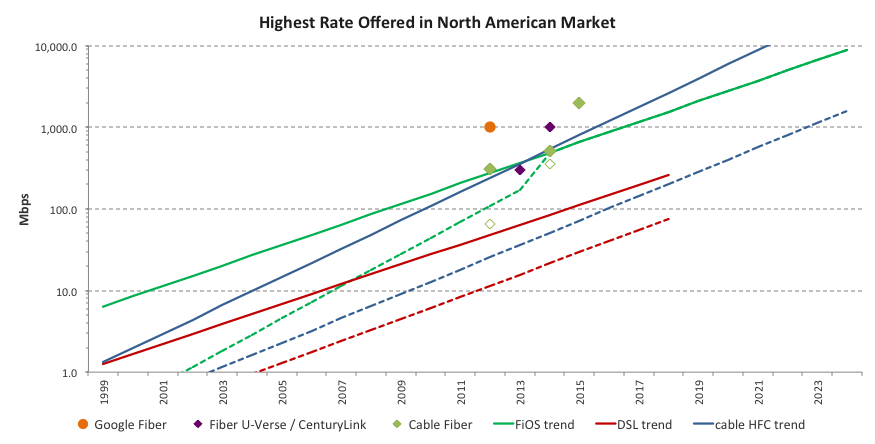 Highest Rate Offered in North American Market
10,000.0
1,000.0
100.0
10.0
1.0
Mbps
1999 2001 2003 2005 2007 2009 2011 2013 2015 2017 2019 2021 2023
Google Fiber Fiber U-Verse / CenturyLink Cable Fiber FiOS trend DSL trend cable HFC trend